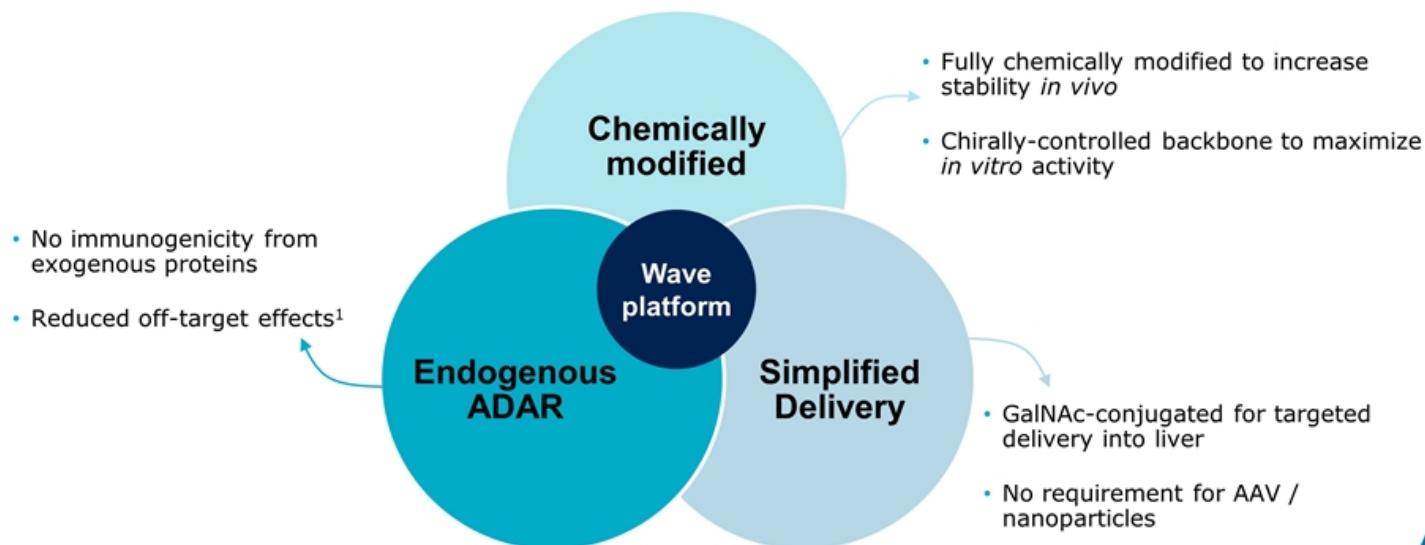 Chemically
modified
• Fully chemically modified to increase
stability in vivo
• Chirally-controlled backbone to maximize
in vitro activity
• No immunogenicity from
exogenous proteins
• Reduced off-target effects¹
Wave
platform
Endogenous
ADAR
Simplified
Delivery
• GalNAc-conjugated for targeted
delivery into liver
• No requirement for AAV /
nanoparticles